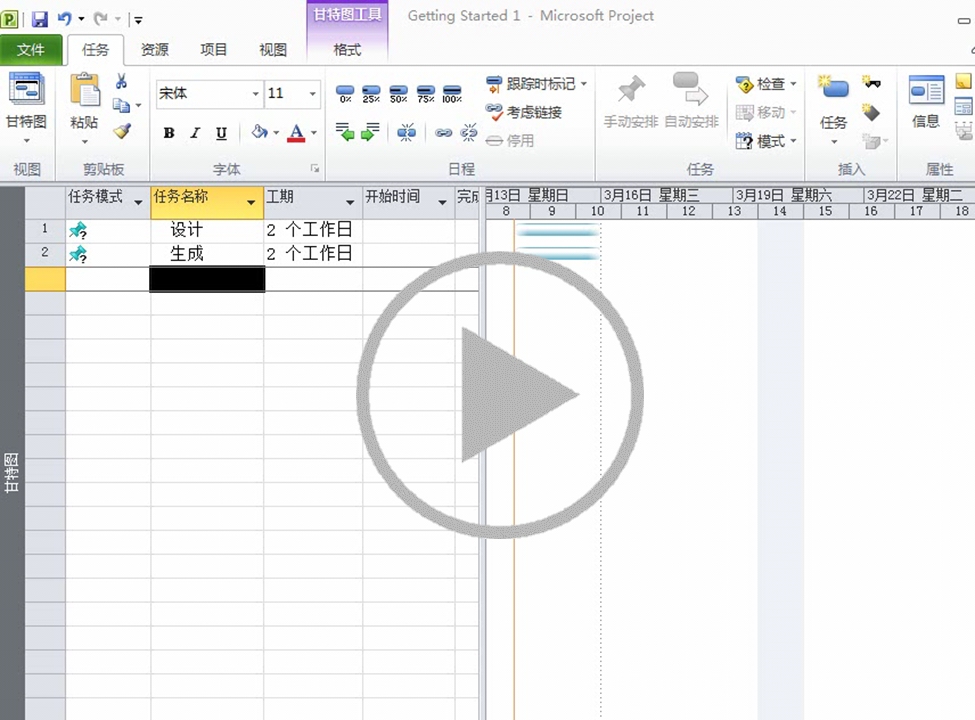 甘特图工具
Getting Started 1 - Microsoft Project
文件 任务 资源 项目 视图 格式
宋体 11
0% 25% 50% 75% 100%
跟踪时标记
考虑链接
停用
甘特图
粘贴
B I U A
手动安排 自动安排
检查
移动
模式
任务
信息
视图 剪贴板 字体 日程 任务 插入 属性
任务模式 任务名称 工期 开始时间 完成
月13日 星期日 3月16日 星期三 3月19日 星期六 3月22日 星期二
8 9 10 11 12 13 14 15 16 17 18
1 设计 2 个工作日
2 生成 2 个工作日
甘特图